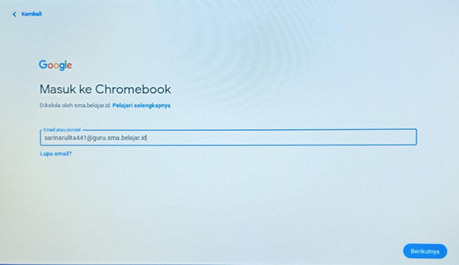 Kembali
Google
Masuk ke Chromebook
Dikelola oleh sma.belajar.id. Pelajari selengkapnya
Email atau ponsel
sarinarulita441@guru.sma.belajar.id
Lupa email?
Berikutnya